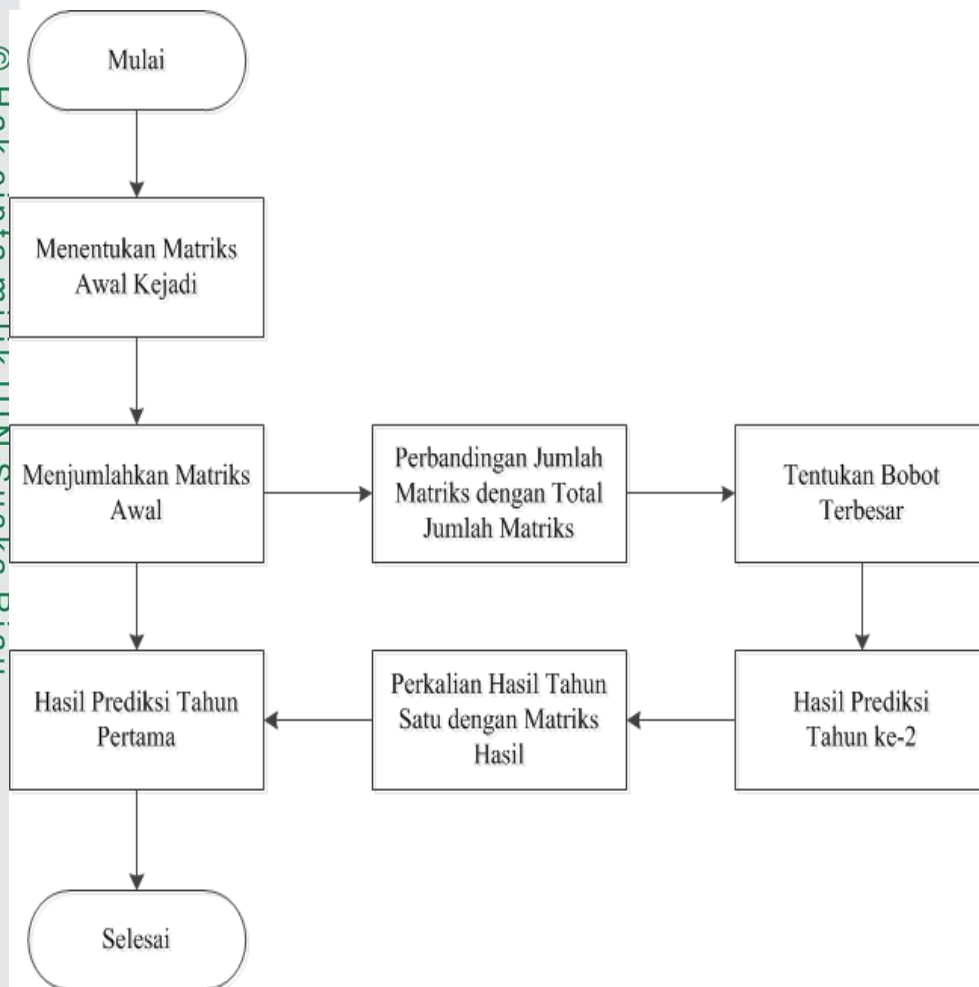 Mulai
Menentukan Matriks
Awal Kejadi
Menjumlahkan Matriks
Awal
Perbandingan Jumlah
Matriks dengan Total
Jumlah Matriks
Tentukan Bobot
Terbesar
Hasil Prediksi Tahun
Pertama
Perkalian Hasil Tahun
Satu dengan Matriks
Hasil
Hasil Prediksi
Tahun ke-2
Selesai